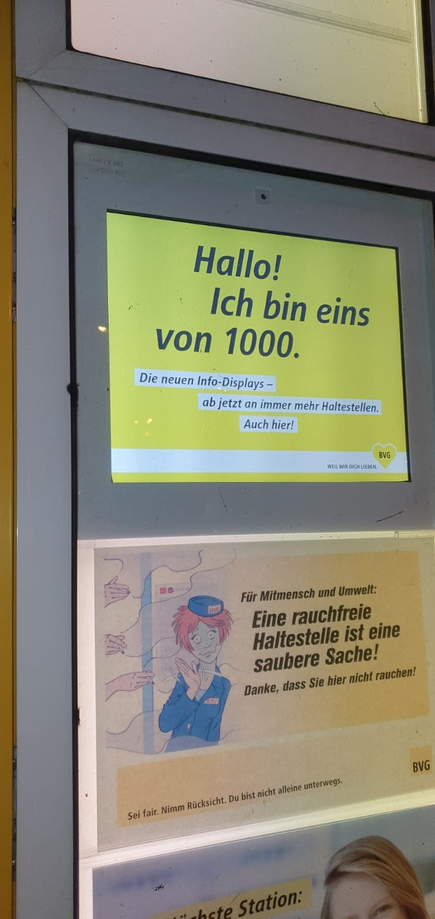 Hallo!
Ich bin eins
von 1000.
Die neuen Info-Displays –
ab jetzt an immer mehr Haltestellen.
Auch hier!
BVG
WEIL WIR DICH LIEBEN.
Für Mitmensch und Umwelt:
Eine rauchfreie
Haltestelle ist eine
saubere Sache!
Danke, dass Sie hier nicht rauchen!
BVG
Sei fair. Nimm Rücksicht. Du bist nicht alleine unterwegs.
Station: